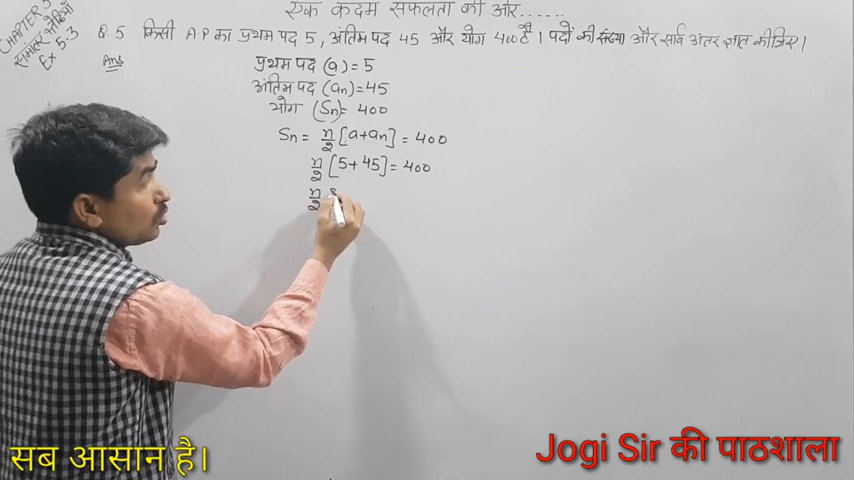 एक कदम सफलता की ओर......
CHAPTER 5
समांतर श्रेढ़ियाँ
Ex 5.3
Q.5 किसी A.P का प्रथम पद 5, अंतिम पद 45 और योग 400 है। पदों की संख्या और सार्व अंतर ज्ञात कीजिए।
Ans
प्रथम पद (a) = 5
अंतिम पद (an) = 45
योग (Sn) = 400
Sn = n/2 [a+an] = 400
n/2 [5+45] = 400
n/2
सब आसान है।
Jogi Sir की पाठशाला